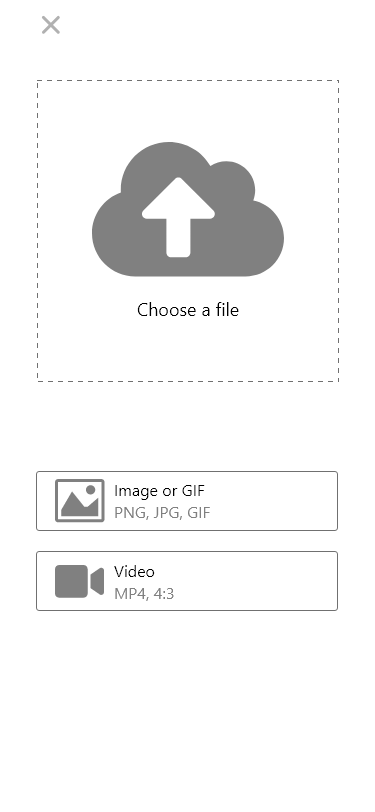 Choose a file
Image or GIF
PNG, JPG, GIF
Video
MP4, 4:3